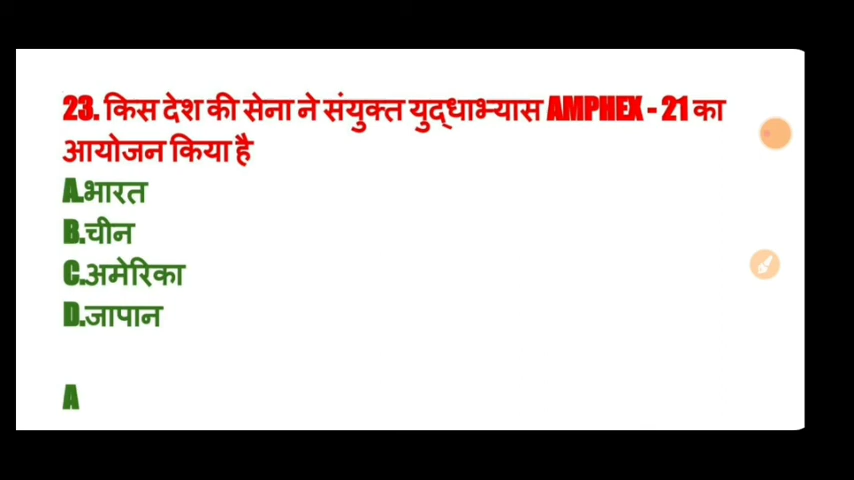 23. किस देश की सेना ने संयुक्त युद्धाभ्यास AMPHEX - 21 का
आयोजन किया है
A.भारत
B.चीन
C.अमेरिका
D.जापान
A